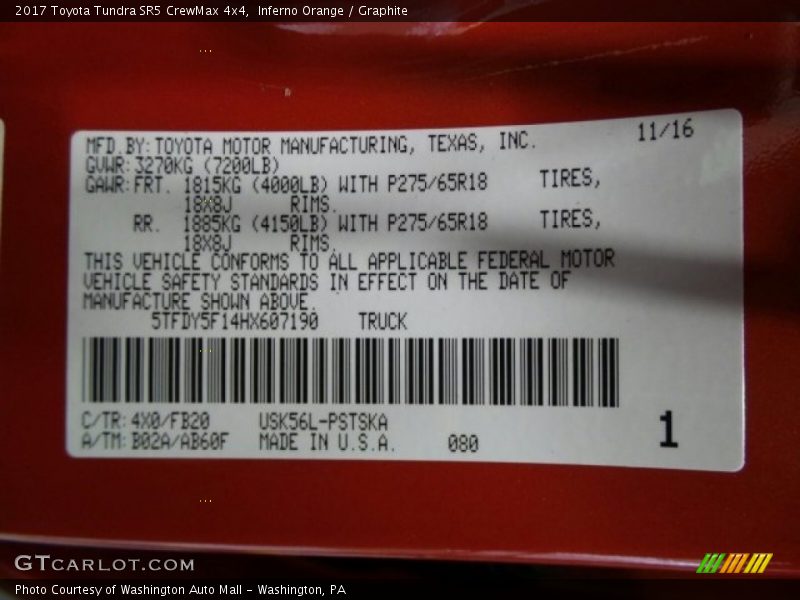 2017 Toyota Tundra SR5 CrewMax 4x4, Inferno Orange / Graphite
MFD.BY:TOYOTA MOTOR MANUFACTURING, TEXAS, INC. 11/16
GVWR:3270KG (7200LB)
GAWR:FRT. 1815KG (4000LB) WITH P275/65R18 TIRES,
18X8J RIMS.
RR. 1885KG (4150LB) WITH P275/65R18 TIRES,
18X8J RIMS.
THIS VEHICLE CONFORMS TO ALL APPLICABLE FEDERAL MOTOR
VEHICLE SAFETY STANDARDS IN EFFECT ON THE DATE OF
MANUFACTURE SHOWN ABOVE.
5TFDY5F14HX607190 TRUCK
C/TR:4X0/FB20 USK56L-PSTSKA
A/TM:B02A/AB60F MADE IN U.S.A. 080 1
GTCARLOT.COM
Photo Courtesy of Washington Auto Mall - Washington, PA